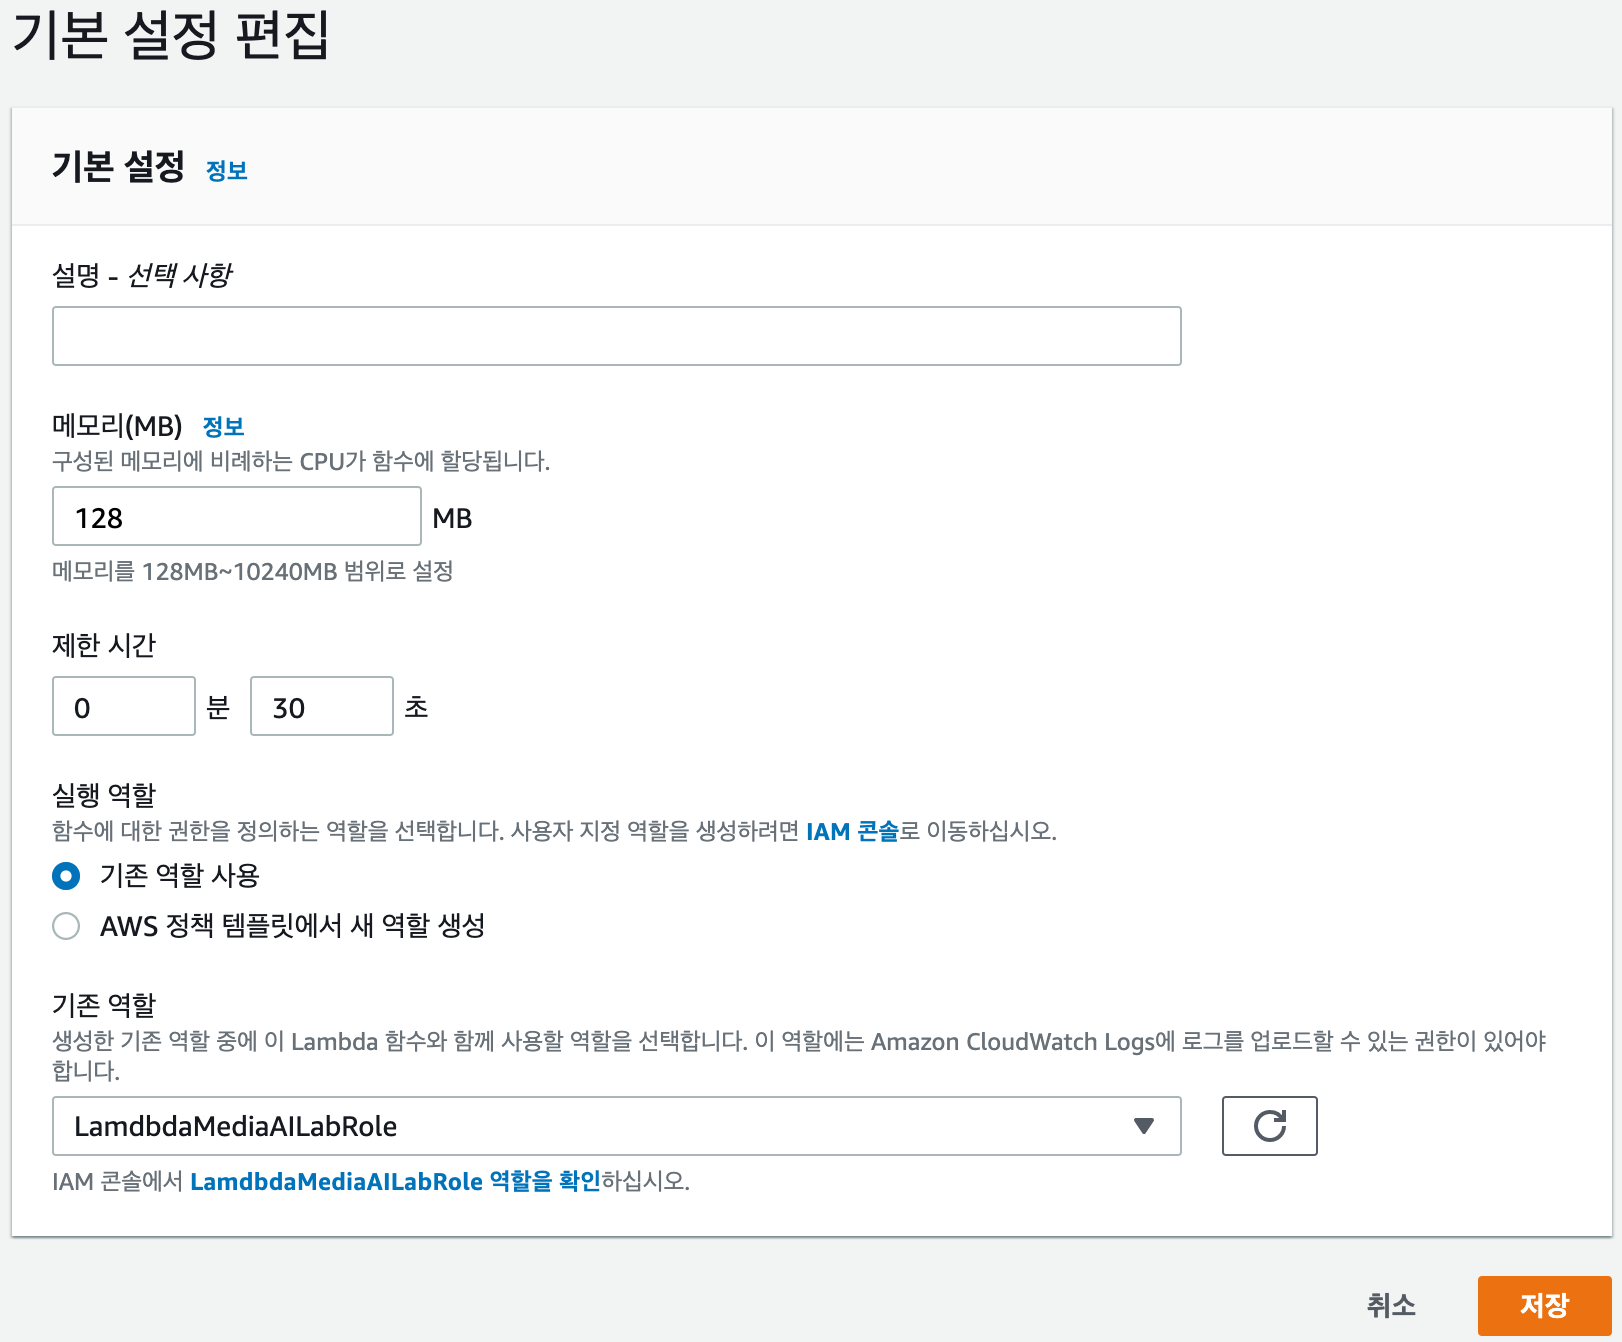 기본 설정 편집
기본 설정 정보
설명 - 선택 사항
메모리(MB) 정보
구성된 메모리에 비례하는 CPU가 함수에 할당됩니다.
128 MB
메모리를 128MB~10240MB 범위로 설정
제한 시간
0 분 30 초
실행 역할
함수에 대한 권한을 정의하는 역할을 선택합니다. 사용자 지정 역할을 생성하려면 IAM 콘솔로 이동하십시오.
기존 역할 사용
AWS 정책 템플릿에서 새 역할 생성
기존 역할
생성한 기존 역할 중에 이 Lambda 함수와 함께 사용할 역할을 선택합니다. 이 역할에는 Amazon CloudWatch Logs에 로그를 업로드할 수 있는 권한이 있어야
합니다.
LamdbdaMediaAILabRole
IAM 콘솔에서 LamdbdaMediaAILabRole 역할을 확인하십시오.
취소 저장